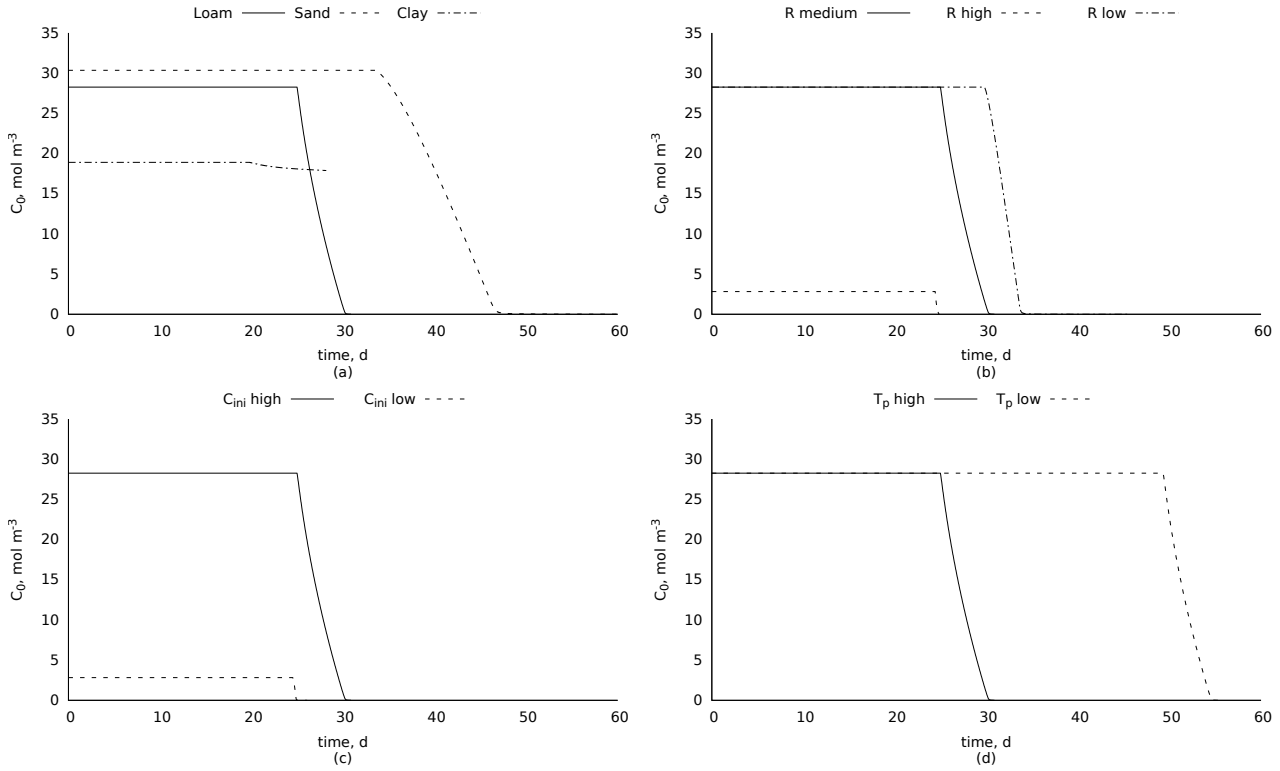 Loam Sand Clay
35
30
25
20
15
10
5
0
C0, mol m-3
0 10 20 30 40 50 60
time, d
(a)
R medium R high R low
35
30
25
20
15
10
5
0
C0, mol m-3
0 10 20 30 40 50 60
time, d
(b)
Cini high Cini low
35
30
25
20
15
10
5
0
C0, mol m-3
0 10 20 30 40 50 60
time, d
(c)
Tp high Tp low
35
30
25
20
15
10
5
0
C0, mol m-3
0 10 20 30 40 50 60
time, d
(d)